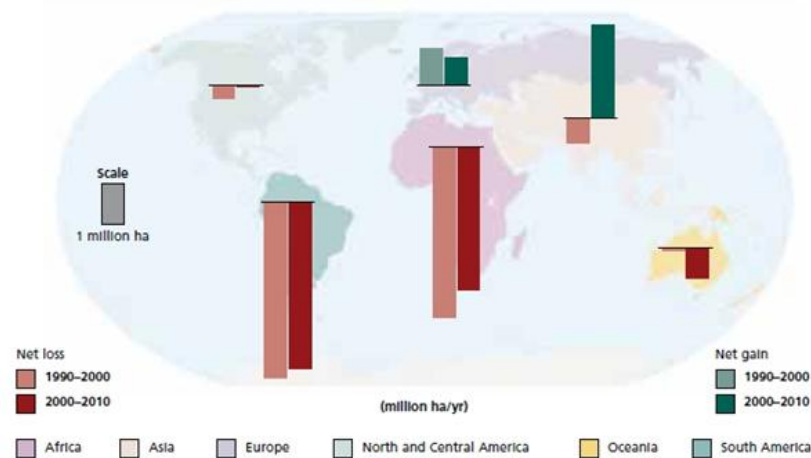 Scale
1 million ha
Net loss
1990–2000
2000–2010
(million ha/yr)
Net gain
1990–2000
2000–2010
Africa
Asia
Europe
North and Central America
Oceania
South America